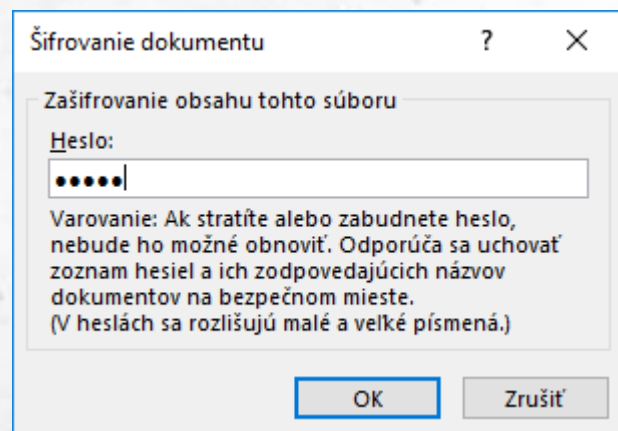 Šifrovanie dokumentu ?
Zašifrovanie obsahu tohto súboru
Heslo:
•••••
Varovanie: Ak stratíte alebo zabudnete heslo,
nebude ho možné obnoviť. Odporúča sa uchovať
zoznam hesiel a ich zodpovedajúcich názvov
dokumentov na bezpečnom mieste.
(V heslách sa rozlišujú malé a veľké písmená.)
OK Zrušiť